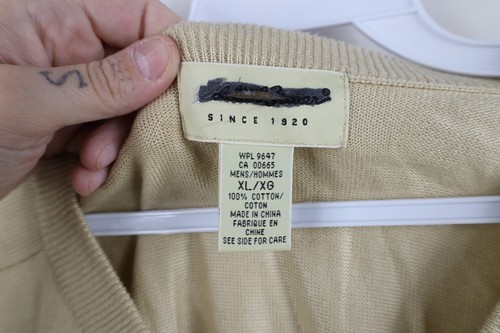 SINCE 1920
WPL 9647
CA 00665
MENS/HOMMES
XL/XG
100% COTTON/
COTON
MADE IN CHINA
FABRIQUE EN
CHINE
SEE SIDE FOR CARE